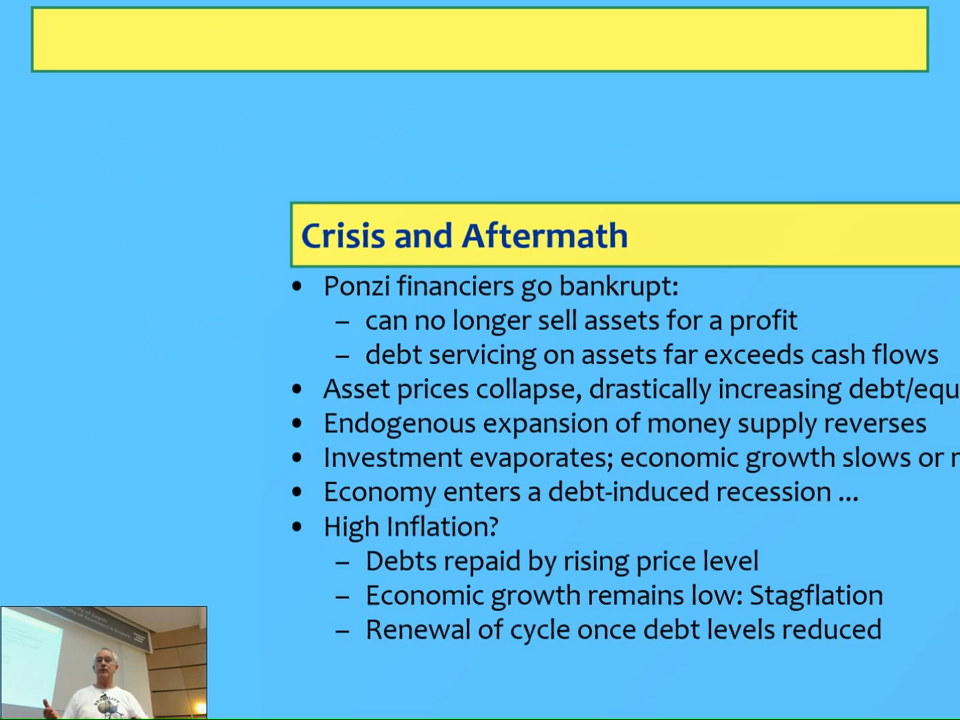 Crisis and Aftermath
• Ponzi financiers go bankrupt:
– can no longer sell assets for a profit
– debt servicing on assets far exceeds cash flows
• Asset prices collapse, drastically increasing debt/equ
• Endogenous expansion of money supply reverses
• Investment evaporates; economic growth slows or
• Economy enters a debt-induced recession ...
• High Inflation?
– Debts repaid by rising price level
– Economic growth remains low: Stagflation
– Renewal of cycle once debt levels reduced